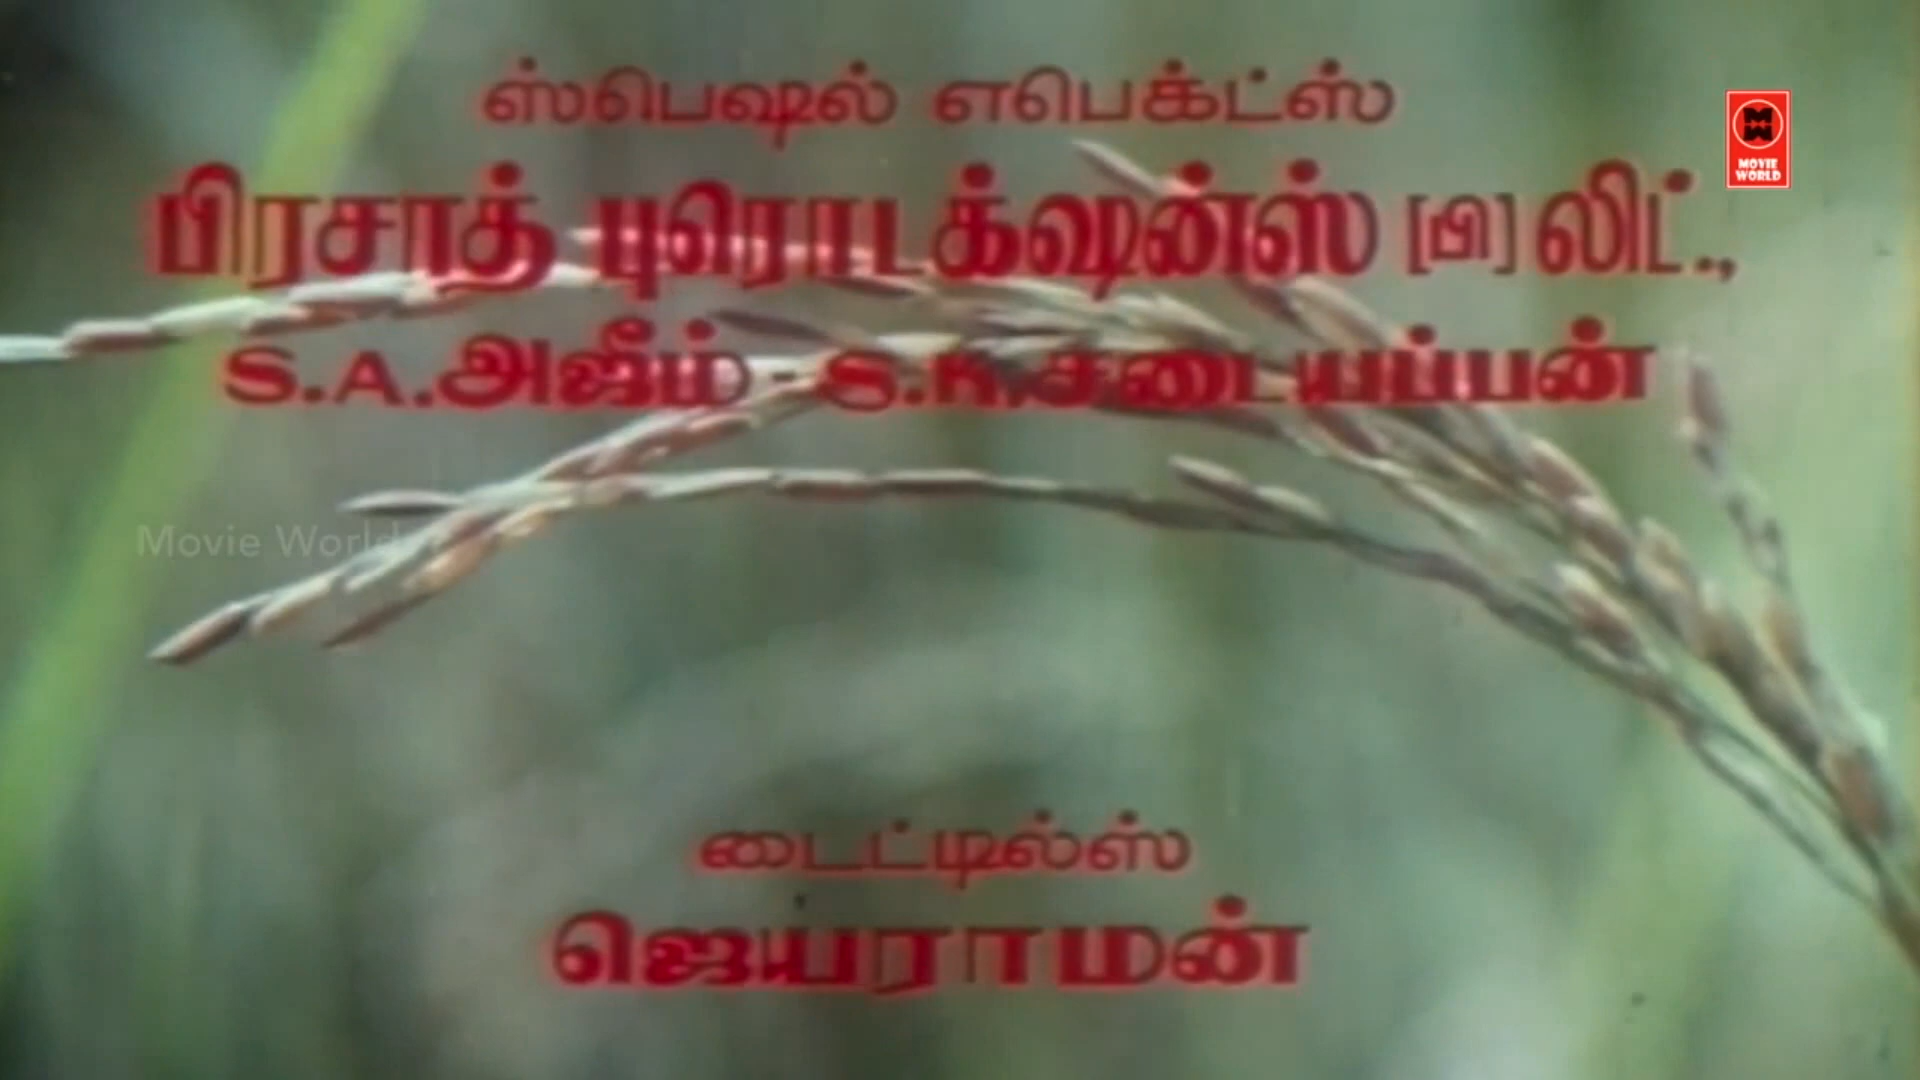 ஸ்பெஷல் எபெக்ட்ஸ்
MOVIE
WORLD
பிரசாத் புரொடக்ஷன்ஸ் [பி] லிட்.,
S.A.அஜீம் - S.K.சடையப்பன்
Movie World
டைட்டில்ஸ்
ஜெயராமன்